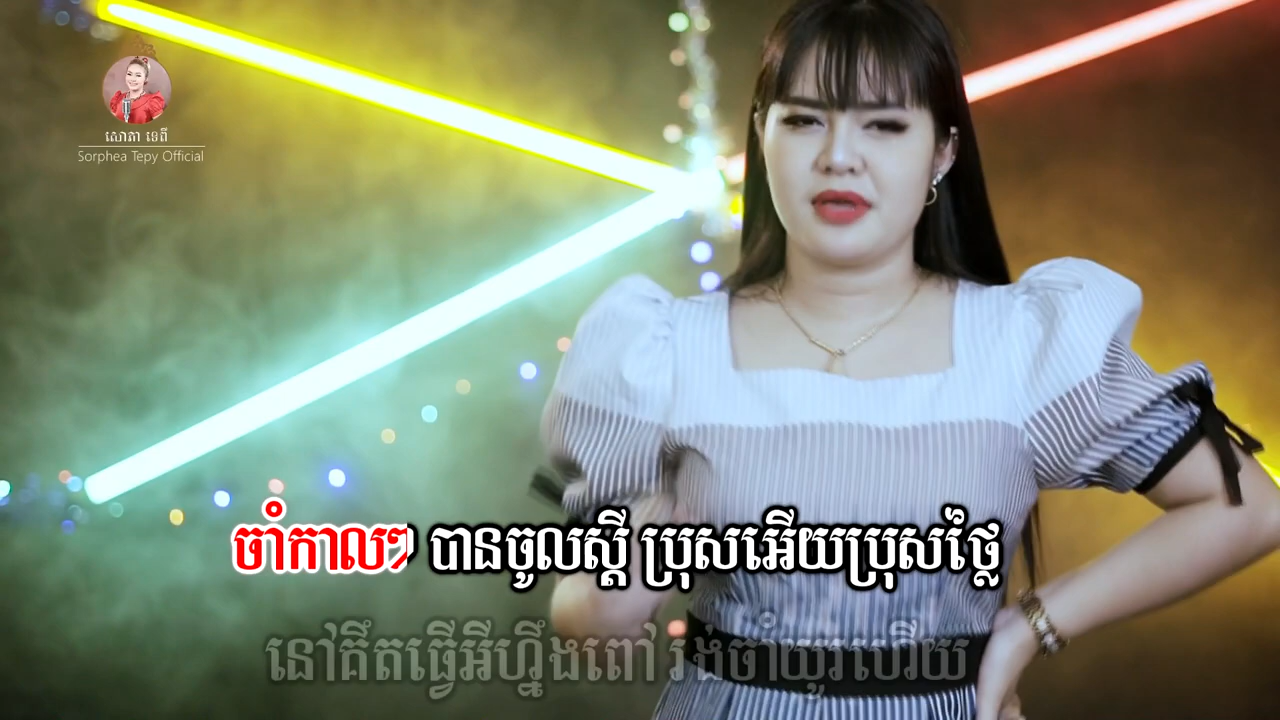 សោភា ទេពី
Sorphea Tepy Official
ចាំកាលៗ បានចូលស្ដី ប្រុសអើយប្រុសថ្លៃ
នៅគឹតធ្វើអីហ្នឹងពៅ រង់ចាំយូរហើយ